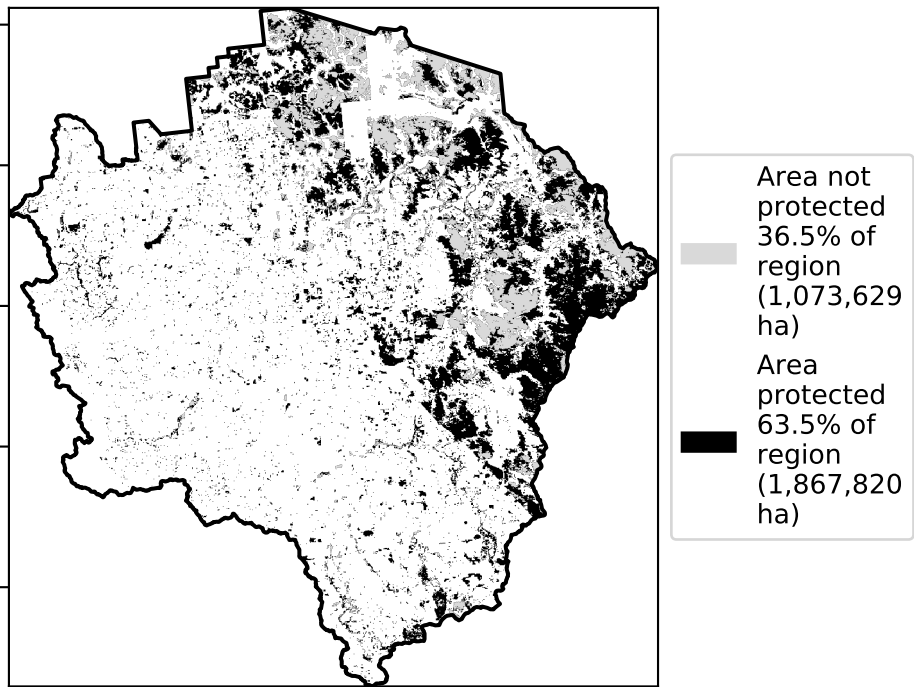 Area not
protected
36.5% of
region
(1,073,629
ha)
Area
protected
63.5% of
region
(1,867,820
ha)